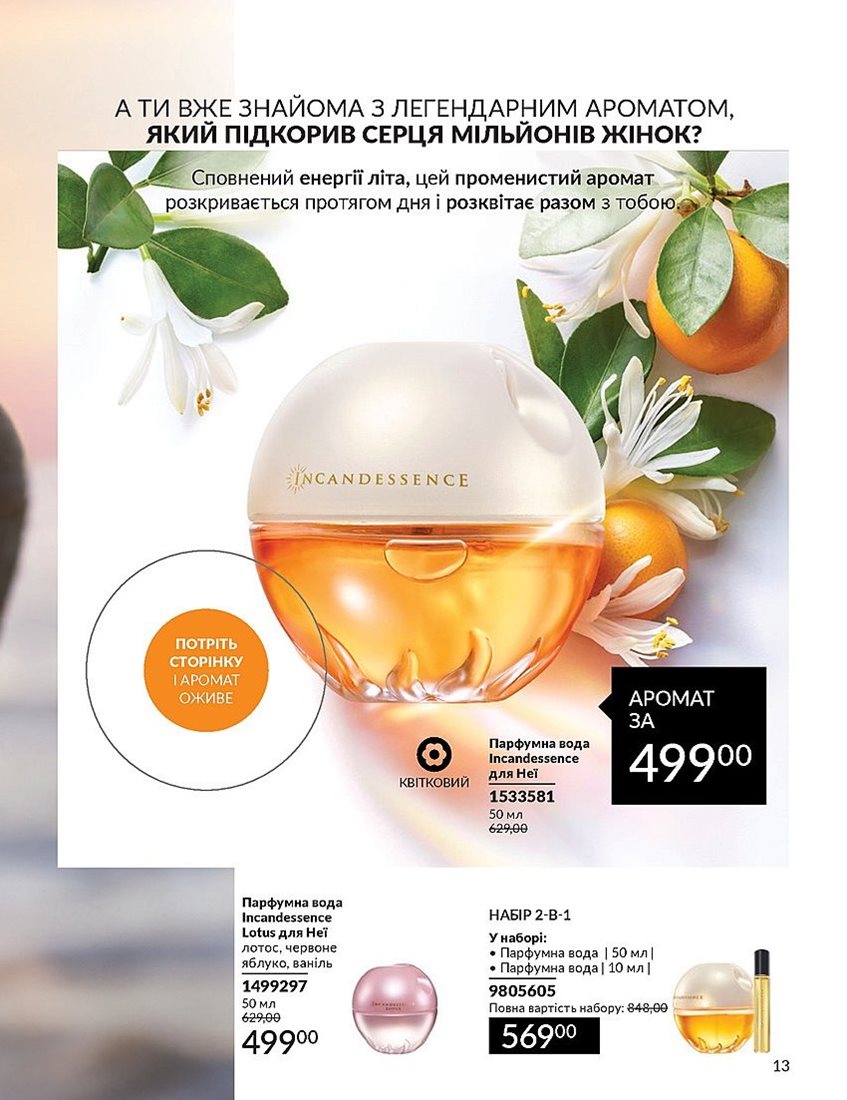 А ТИ ВЖЕ ЗНАЙОМА З ЛЕГЕНДАРНИМ АРОМАТОМ,
ЯКИЙ ПІДКОРИВ СЕРЦЯ МІЛЬЙОНІВ ЖІНОК?
Сповнений енергії літа, цей променистий аромат
розкривається протягом дня і розквітає разом з тобою.
INCANDESSENCE
ПОТРІТЬ
СТОРІНКУ
І АРОМАТ
ОЖИВЕ
КВІТКОВИЙ
Парфумна вода
Incandessence
для Неї
1533581
50 мл
629,00
АРОМАТ
ЗА
49900
Парфумна вода
Incandessence
Lotus для Неї
лотос, червоне
яблуко, ваніль
1499297
50 мл
629,00
49900
INCANDESSENCE
LOTUS
НАБІР 2-В-1
У наборі:
• Парфумна вода | 50 мл |
• Парфумна вода | 10 мл |
9805605
Повна вартість набору: 848,00
56900
INCANDESSENCE
13